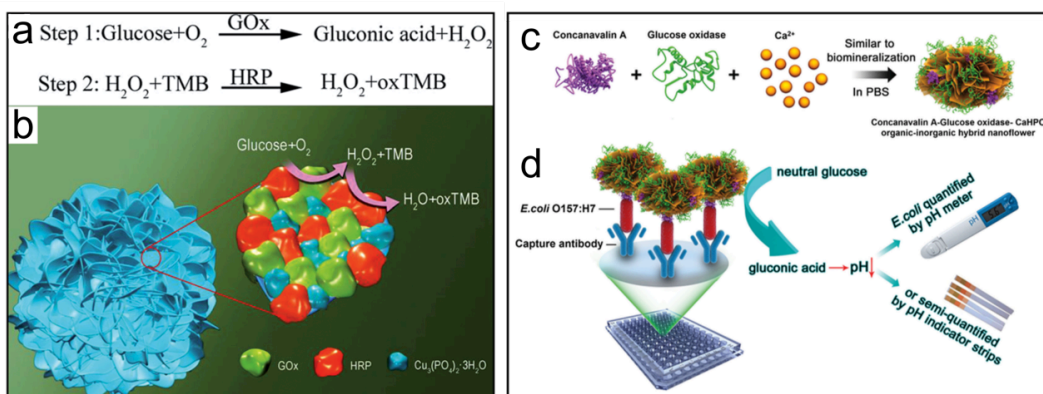 a
Step 1:Glucose+O₂ GOx Gluconic acid+H₂O₂
Step 2: H₂O₂+TMB HRP H₂O₂+oxTMB
b
Glucose+O₂
H₂O₂+TMB
H₂O+oxTMB
GOx
HRP
Cu₃(PO₄)₂·3H₂O
c
Concanavalin A
Glucose oxidase
Ca²⁺
Similar to
biomineralization
In PBS
+
+
Concanavalin A-Glucose oxidase- CaHPO
organic-inorganic hybrid nanoflower
d
E.coli O157:H7
Capture antibody
neutral glucose
gluconic acid
pH
E.coli quantified
by pH meter
pH
or semi-quantified
by pH indicator strips